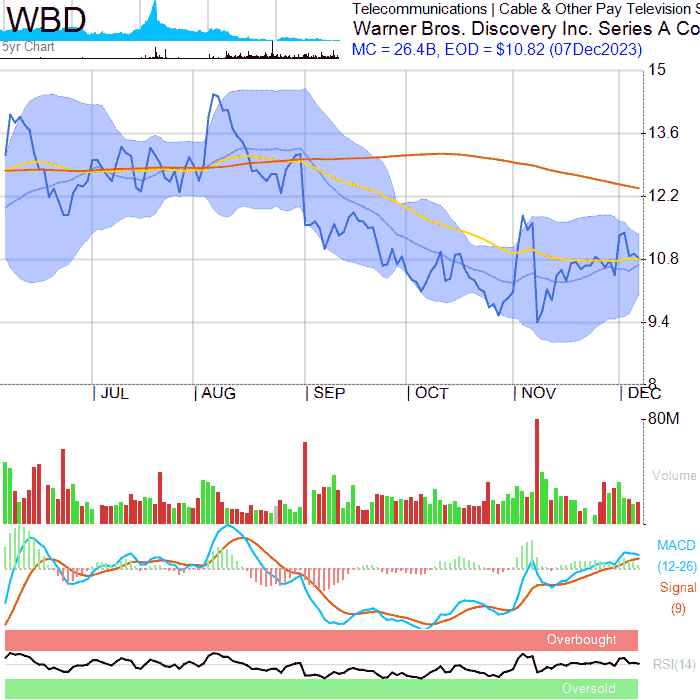 WBD
5yr Chart
Telecommunications | Cable & Other Pay Television S
Warner Bros. Discovery Inc. Series A Co
MC = 26.4B, EOD = $10.82 (07Dec2023)
15
13.6
12.2
10.8
9.4
8
JUL AUG SEP OCT NOV DEC
80M
Volume
MACD
(12-26)
Signal
(9)
Overbought
RSI(14)
Oversold